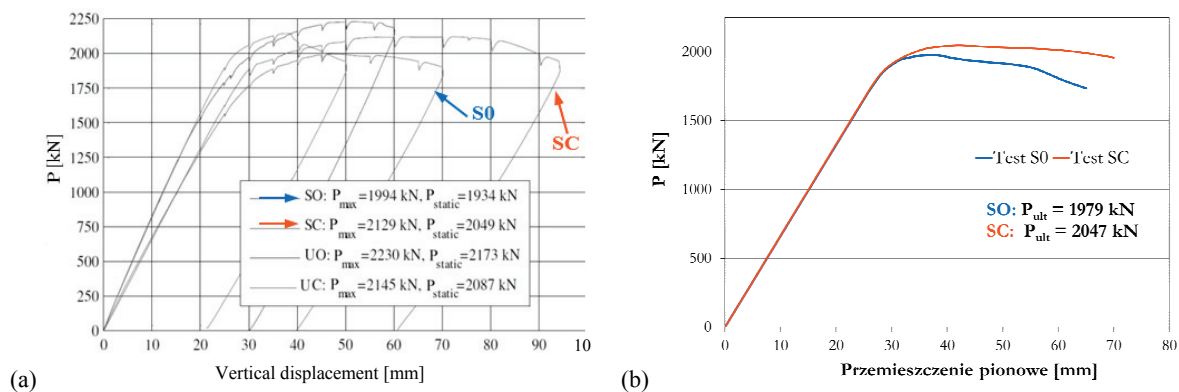 2250
2000
1750
1500
1250
1000
750
500
250
0
P [kN]
S0
SC
SO: Pmax=1994 kN, Pstatic=1934 kN
SC: Pmax=2129 kN, Pstatic=2049 kN
UO: Pmax=2230 kN, Pstatic=2173 kN
UC: Pmax=2145 kN, Pstatic=2087 kN
0 10 20 30 40 50 60 70 80 90 10
(a)
Vertical displacement [mm]
2000
1500
1000
500
0
P [kN]
Test S0 Test SC
SO: Pult = 1979 kN
SC: Pult = 2047 kN
0 10 20 30 40 50 60 70 80
(b)
Przemieszczenie pionowe [mm]